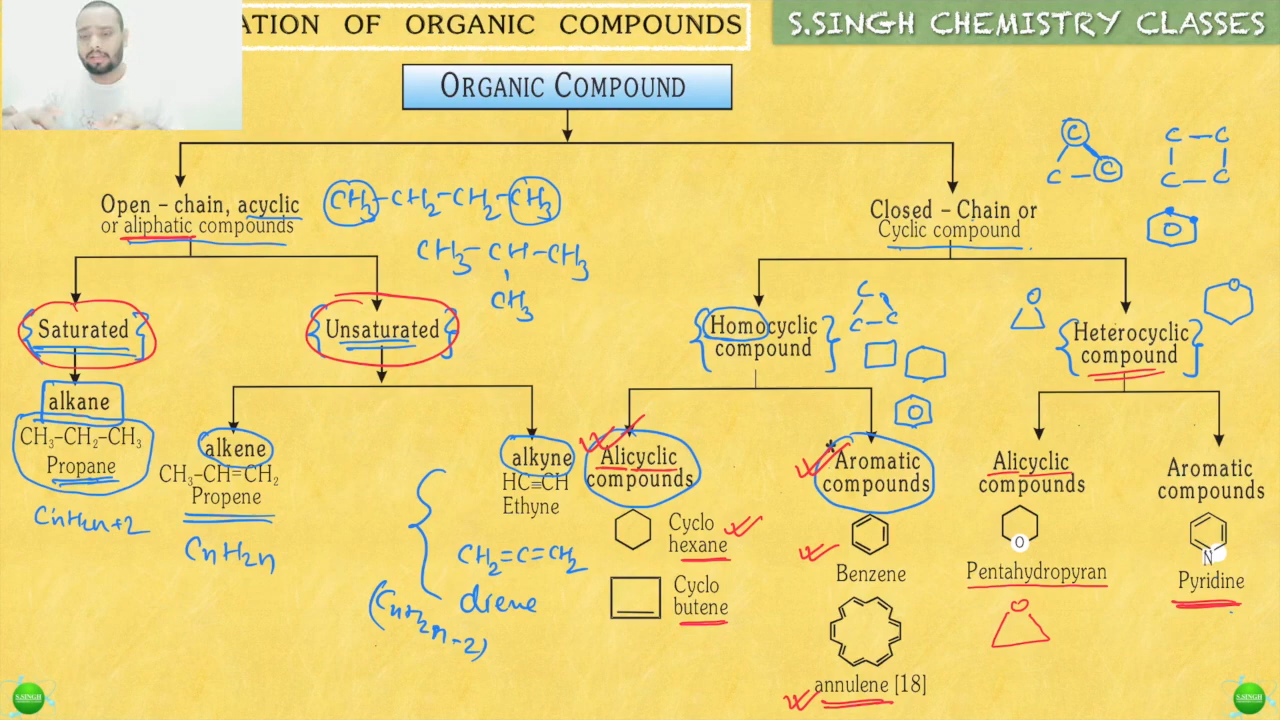 ATION OF ORGANIC COMPOUNDS
S.SINGH CHEMISTRY CLASSES
ORGANIC COMPOUND
Open – chain, acyclic
or aliphatic compounds
CH3–CH2–CH2–CH3
CH3–CH–CH3
CH3
Closed – Chain or
Cyclic compound
C
C
C – C
C – C
C – C
O
Saturated
Unsaturated
Homocyclic
compound
C
C – C
Heterocyclic
compound
O
O
alkane
CH3–CH2–CH3
Propane
CnH2n+2
alkene
CH3–CH=CH2
Propene
CnH2n
alkyne
HC≡CH
Ethyne
CH2=C=CH2
diene
(CnH2n-2)
Alicyclic
compounds
Cyclo
hexane
Cyclo
butene
*
Aromatic
compounds
Benzene
annulene [18]
Alicyclic
compounds
O
Pentahydropyran
Aromatic
compounds
N
Pyridine
S.SINGH
S.SINGH